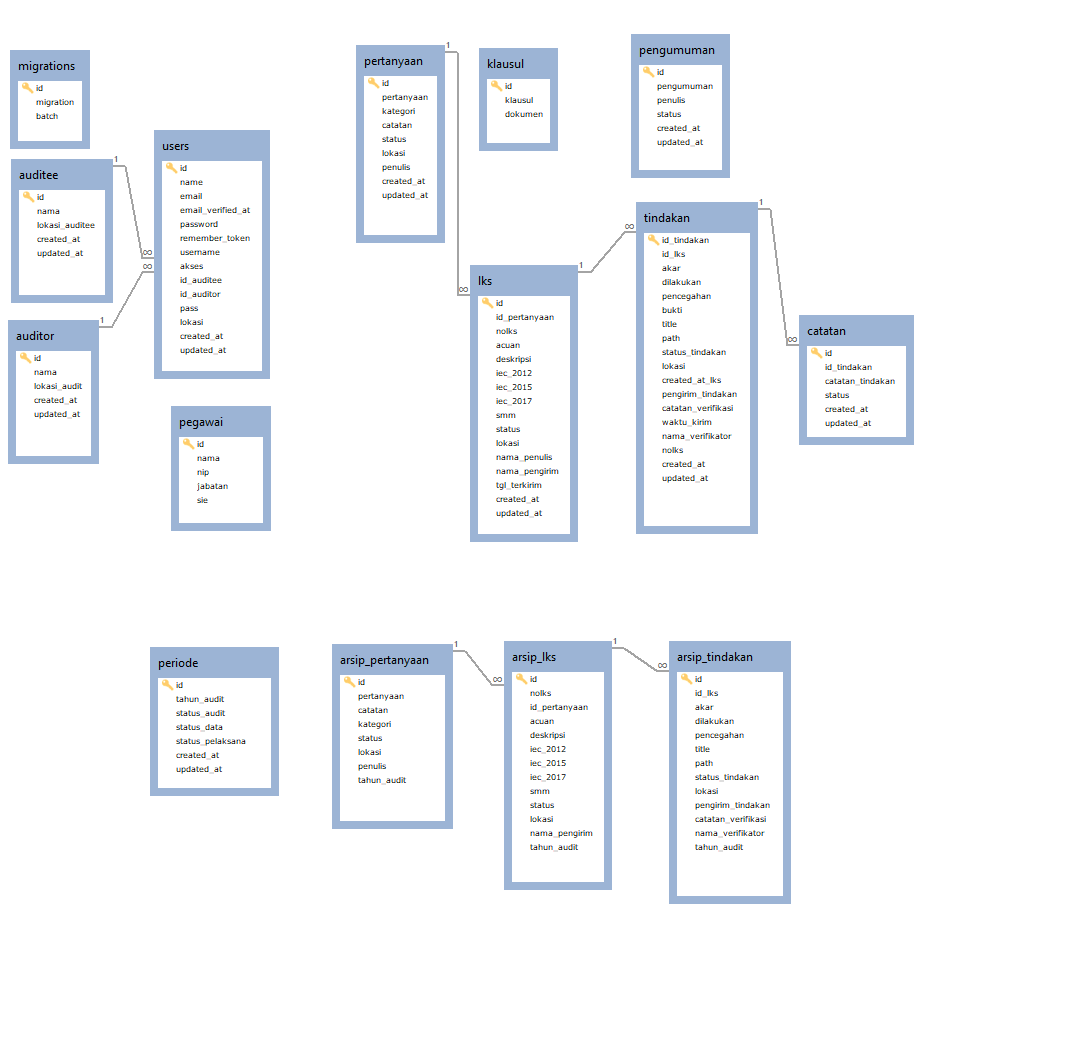 migrations
id
migration
batch
auditee
id
nama
lokasi_auditee
created_at
updated_at
1
auditor
id
nama
lokasi_audit
created_at
updated_at
1
users
id
name
email
email_verified_at
password
remember_token
username
akses
id_auditee
id_auditor
pass
lokasi
created_at
updated_at
∞
∞
pegawai
id
nama
nip
jabatan
sie
pertanyaan
id
pertanyaan
kategori
catatan
status
lokasi
penulis
created_at
updated_at
1
klausul
id
klausul
dokumen
pengumuman
id
pengumuman
penulis
status
created_at
updated_at
∞
lks
id
id_pertanyaan
nolks
acuan
deskripsi
iec_2012
iec_2015
iec_2017
smm
status
lokasi
nama_penulis
nama_pengirim
tgl_terkirim
created_at
updated_at
1
∞
tindakan
id_tindakan
id_lks
akar
dilakukan
pencegahan
bukti
title
path
status_tindakan
lokasi
created_at_lks
pengirim_tindakan
catatan_verifikasi
waktu_kirim
nama_verifikator
nolks
created_at
updated_at
1
∞
catatan
id
id_tindakan
catatan_tindakan
status
created_at
updated_at
periode
id
tahun_audit
status_audit
status_data
status_pelaksana
created_at
updated_at
arsip_pertanyaan
id
pertanyaan
catatan
kategori
status
lokasi
penulis
tahun_audit
1
∞
arsip_lks
id
nolks
id_pertanyaan
acuan
deskripsi
iec_2012
iec_2015
iec_2017
smm
status
lokasi
nama_pengirim
tahun_audit
1
∞
arsip_tindakan
id
id_lks
akar
dilakukan
pencegahan
title
path
status_tindakan
lokasi
pengirim_tindakan
catatan_verifikasi
nama_verifikator
tahun_audit